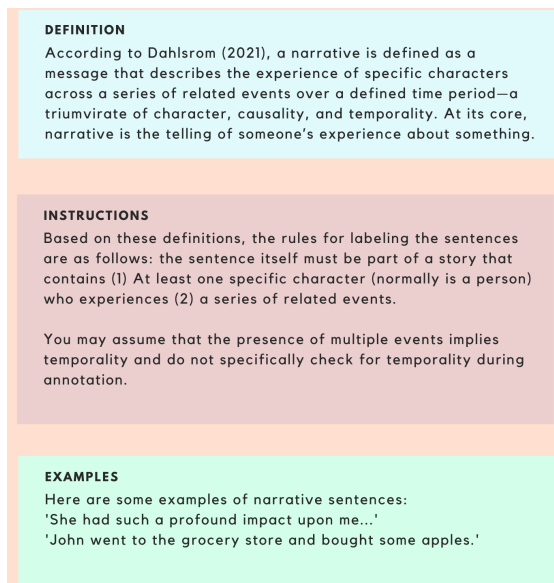 DEFINITION
According to Dahlsrom (2021), a narrative is defined as a
message that describes the experience of specific characters
across a series of related events over a defined time period—a
triumvirate of character, causality, and temporality. At its core,
narrative is the telling of someone's experience about something.
INSTRUCTIONS
Based on these definitions, the rules for labeling the sentences
are as follows: the sentence itself must be part of a story that
contains (1) At least one specific character (normally is a person)
who experiences (2) a series of related events.
You may assume that the presence of multiple events implies
temporality and do not specifically check for temporality during
annotation.
EXAMPLES
Here are some examples of narrative sentences:
'She had such a profound impact upon me...'
'John went to the grocery store and bought some apples.'